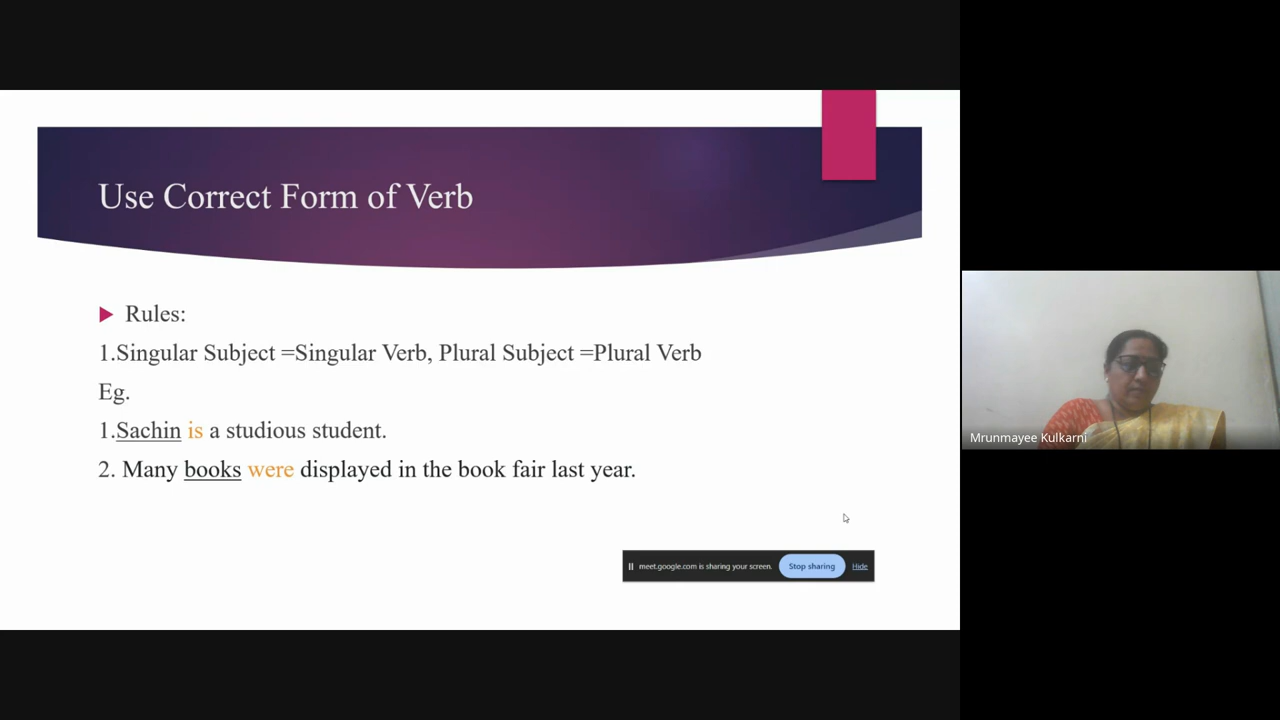 Use Correct Form of Verb
Rules:
1.Singular Subject =Singular Verb, Plural Subject =Plural Verb
Eg.
1.Sachin is a studious student.
2. Many books were displayed in the book fair last year.
meet.google.com is sharing your screen. Stop sharing Hide
Mrunmayee Kulkarni